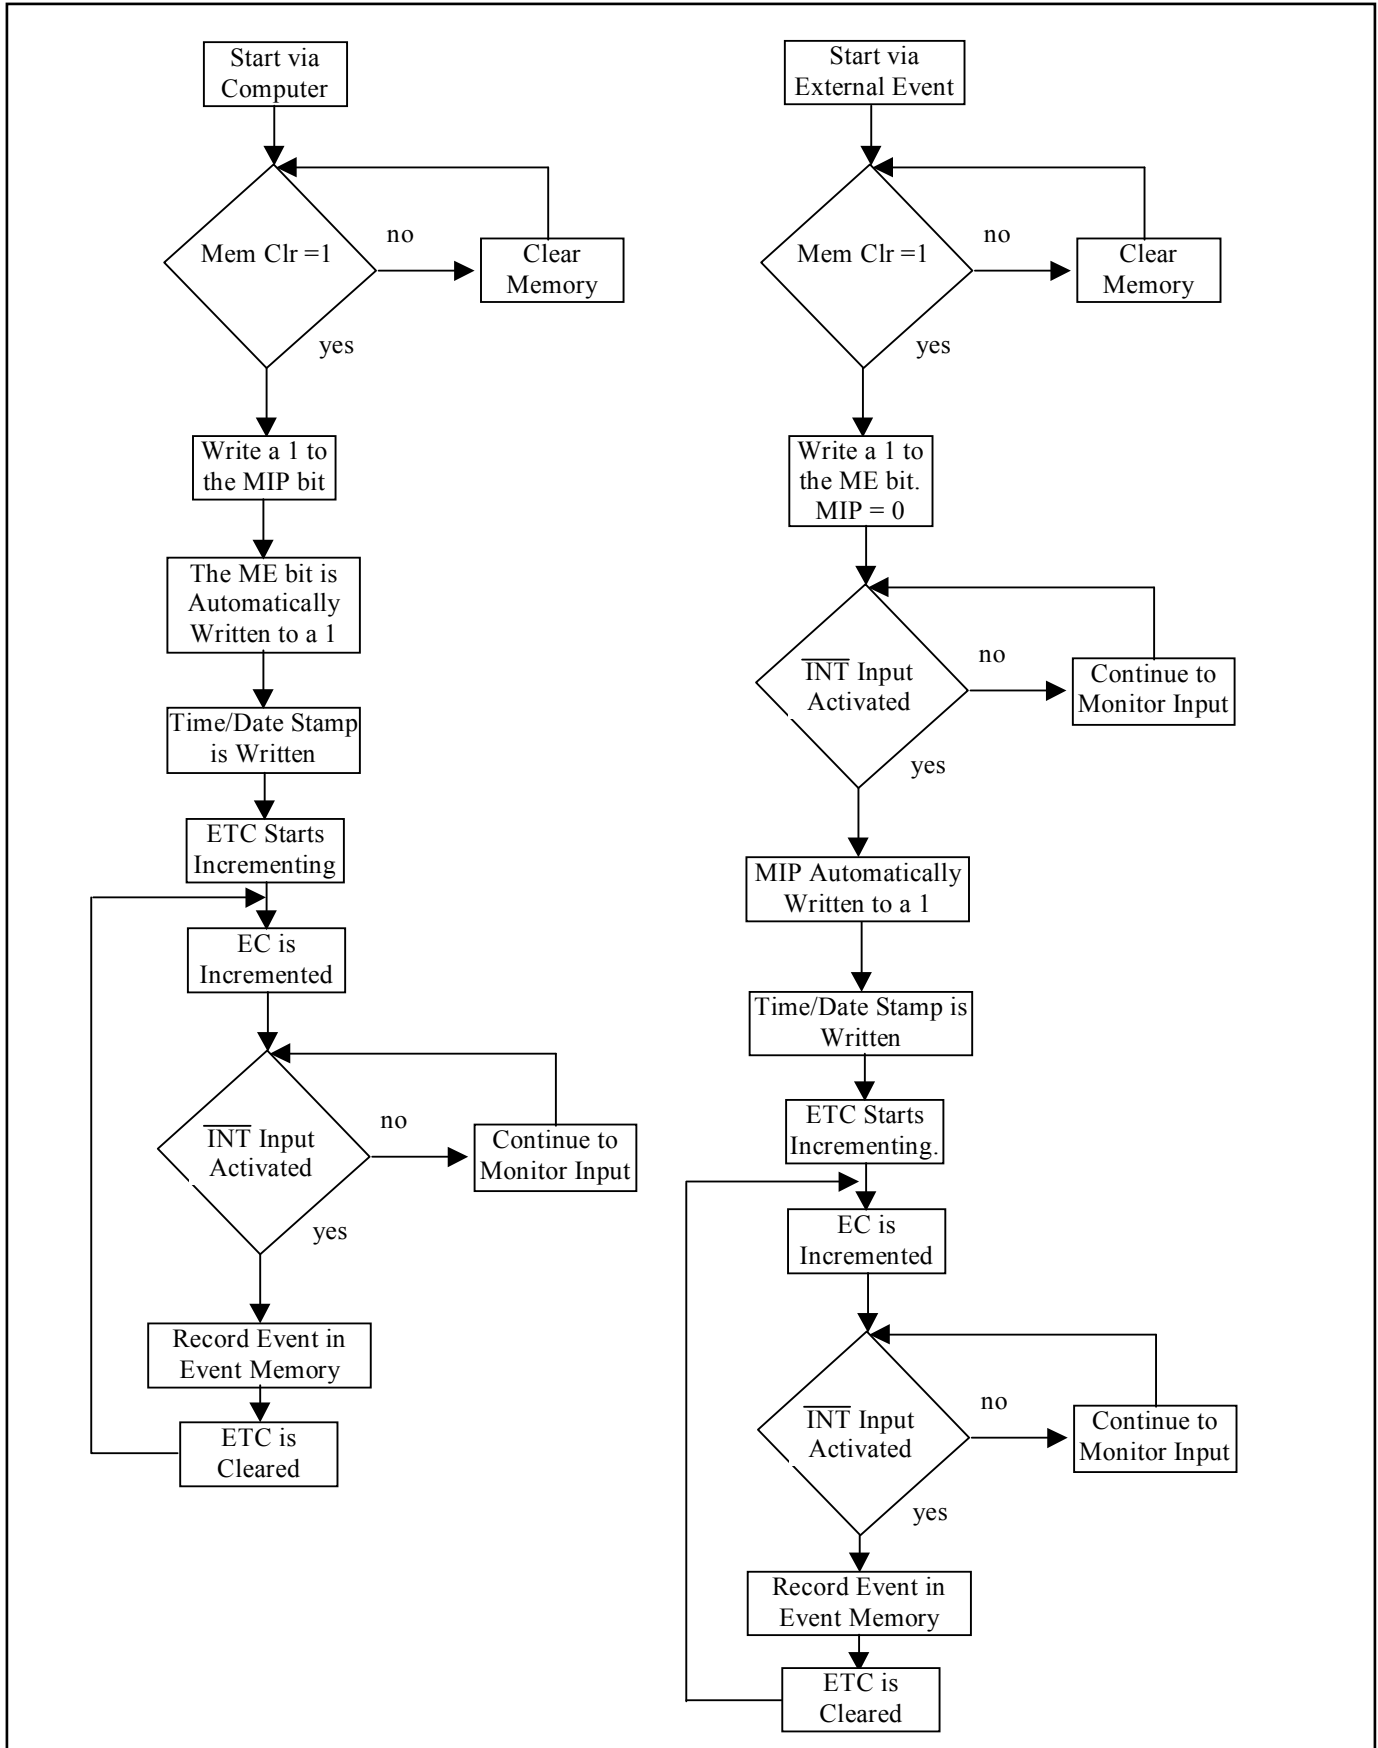 Start via
Computer
Mem Clr =1
no
Clear
Memory
yes
Write a 1 to
the MIP bit
The ME bit is
Automatically
Written to a 1
Time/Date Stamp
is Written
ETC Starts
Incrementing
EC is
Incremented
I̅N̅T̅ Input
Activated
no
Continue to
Monitor Input
yes
Record Event in
Event Memory
ETC is
Cleared
Start via
External Event
Mem Clr =1
no
Clear
Memory
yes
Write a 1 to
the ME bit.
MIP = 0
I̅N̅T̅ Input
Activated
no
Continue to
Monitor Input
yes
MIP Automatically
Written to a 1
Time/Date Stamp is
Written
ETC Starts
Incrementing.
EC is
Incremented
I̅N̅T̅ Input
Activated
no
Continue to
Monitor Input
yes
Record Event in
Event Memory
ETC is
Cleared